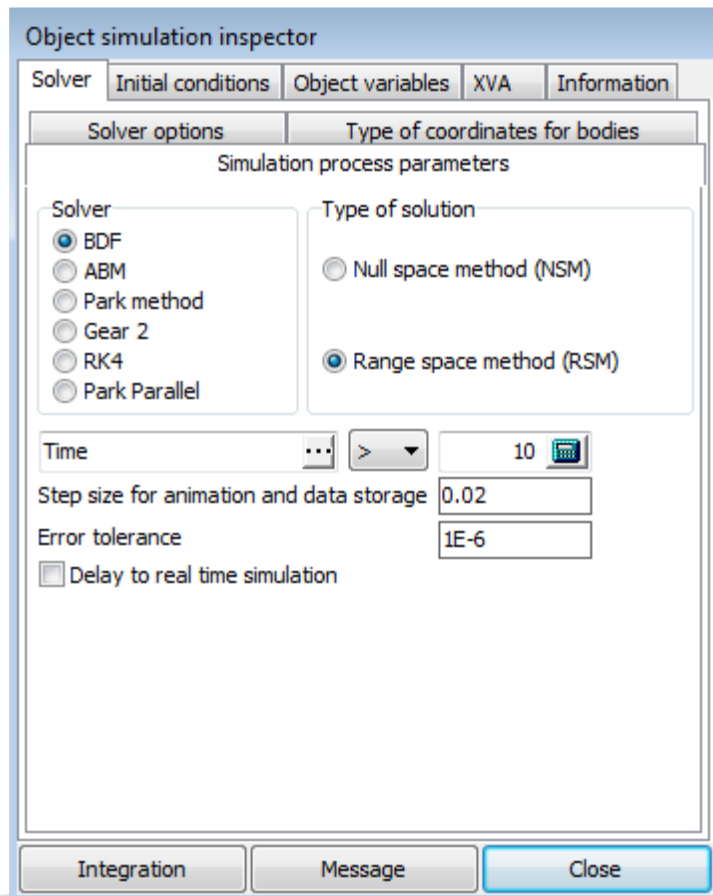 Object simulation inspector
Solver Initial conditions Object variables XVA Information
Solver options Type of coordinates for bodies
Simulation process parameters
Solver Type of solution
BDF
ABM
Null space method (NSM)
Park method
Gear 2
RK4
Range space method (RSM)
Park Parallel
Time ... > 10
Step size for animation and data storage 0.02
Error tolerance 1E-6
Delay to real time simulation
Integration Message Close